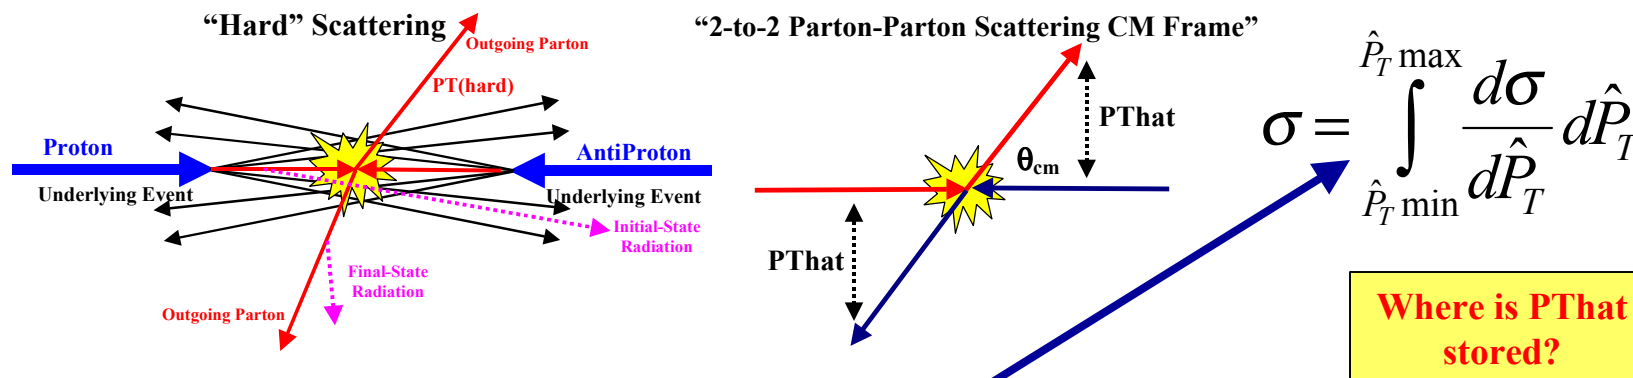 “Hard” Scattering
Outgoing Parton
PT(hard)
Proton
AntiProton
Underlying Event
Underlying Event
Initial-State
Radiation
Final-State
Radiation
Outgoing Parton
“2-to-2 Parton-Parton Scattering CM Frame”
PThat
θcm
PThat
P̂T max
σ = ∫ dσ/dP̂T dP̂T
P̂T min
Where is PThat
stored?